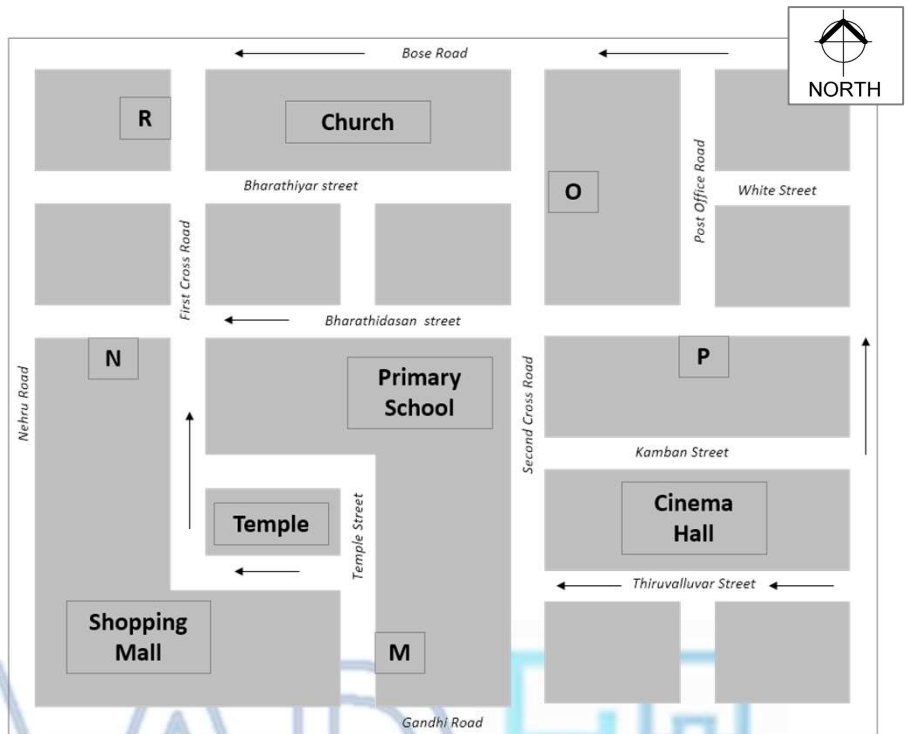 Bose Road
NORTH
R
Church
Bharathiyar street
O
Post Office Road
White Street
First Cross Road
Bharathidasan street
N
Primary
School
P
Nehru Road
Second Cross Road
Kamban Street
Temple
Temple Street
Cinema
Hall
Thiruvalluvar Street
Shopping
Mall
M
Gandhi Road